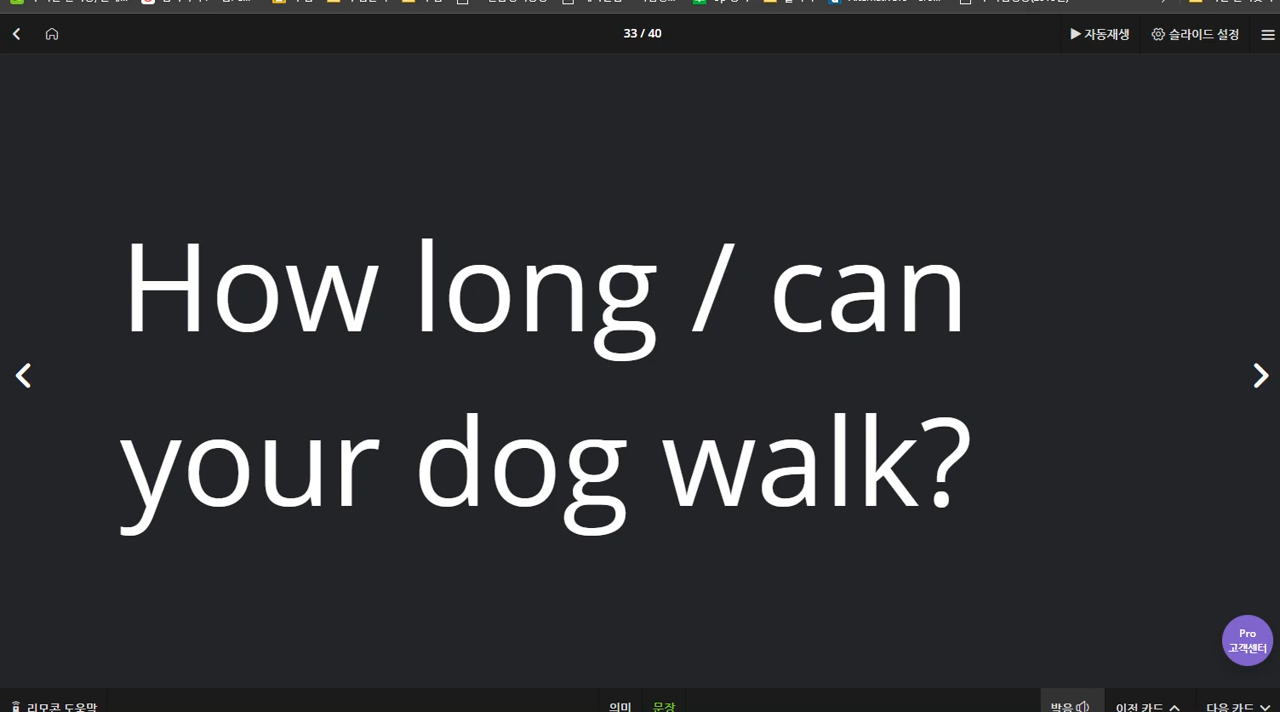 33 / 40
자동재생
슬라이드 설정
How long / can
your dog walk?
Pro
고객센터
리모콘 도움말
의미
문장
발음
이전 카드
다음 카드